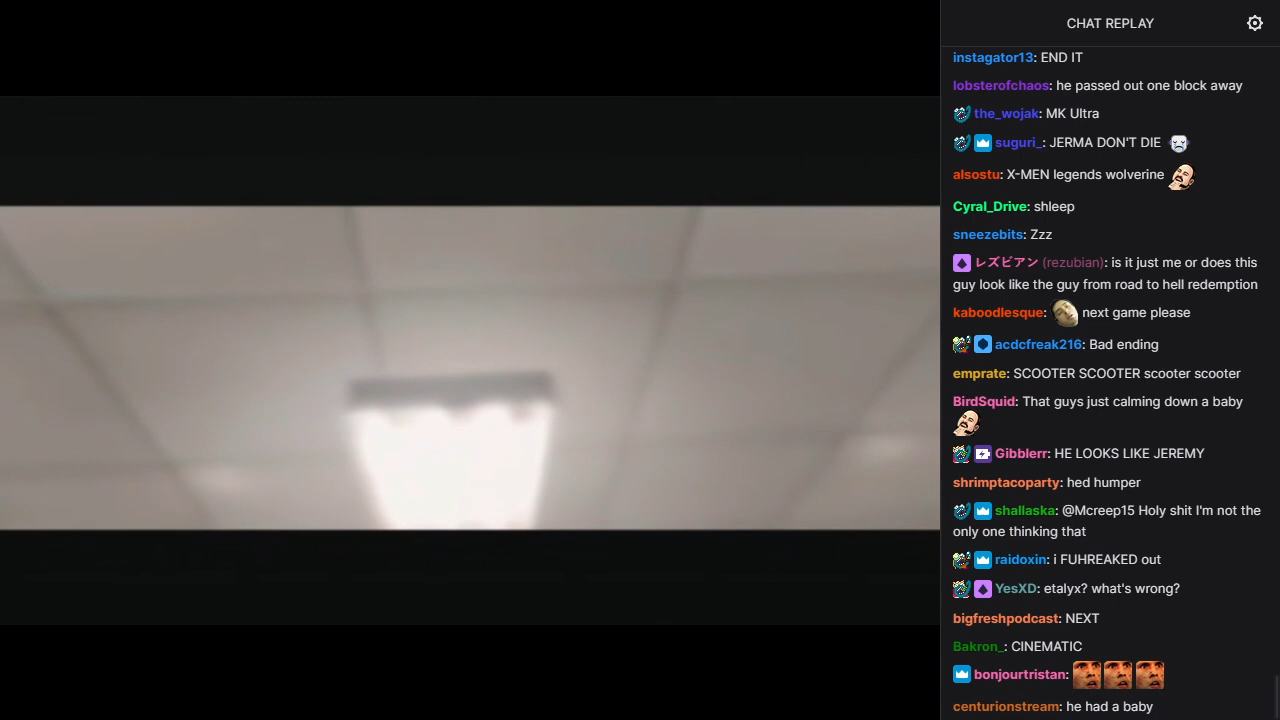 CHAT REPLAY
instagator13: END IT
lobsterofchaos: he passed out one block away
the_wojak: MK Ultra
suguri_: JERMA DON'T DIE
alsostu: X-MEN legends wolverine
Cyral_Drive: shleep
sneezebits: Zzz
レズビアン (rezubian): is it just me or does this
guy look like the guy from road to hell redemption
kaboodlesque: next game please
acdcfreak216: Bad ending
emprate: SCOOTER SCOOTER scooter scooter
BirdSquid: That guys just calming down a baby
Gibblerr: HE LOOKS LIKE JEREMY
shrimptacoparty: hed humper
shallaska: @Mcreep15 Holy shit I'm not the
only one thinking that
raidoxin: i FUHREAKED out
YesXD: etalyx? what's wrong?
bigfreshpodcast: NEXT
Bakron_: CINEMATIC
bonjourtristan:
centurionstream: he had a baby